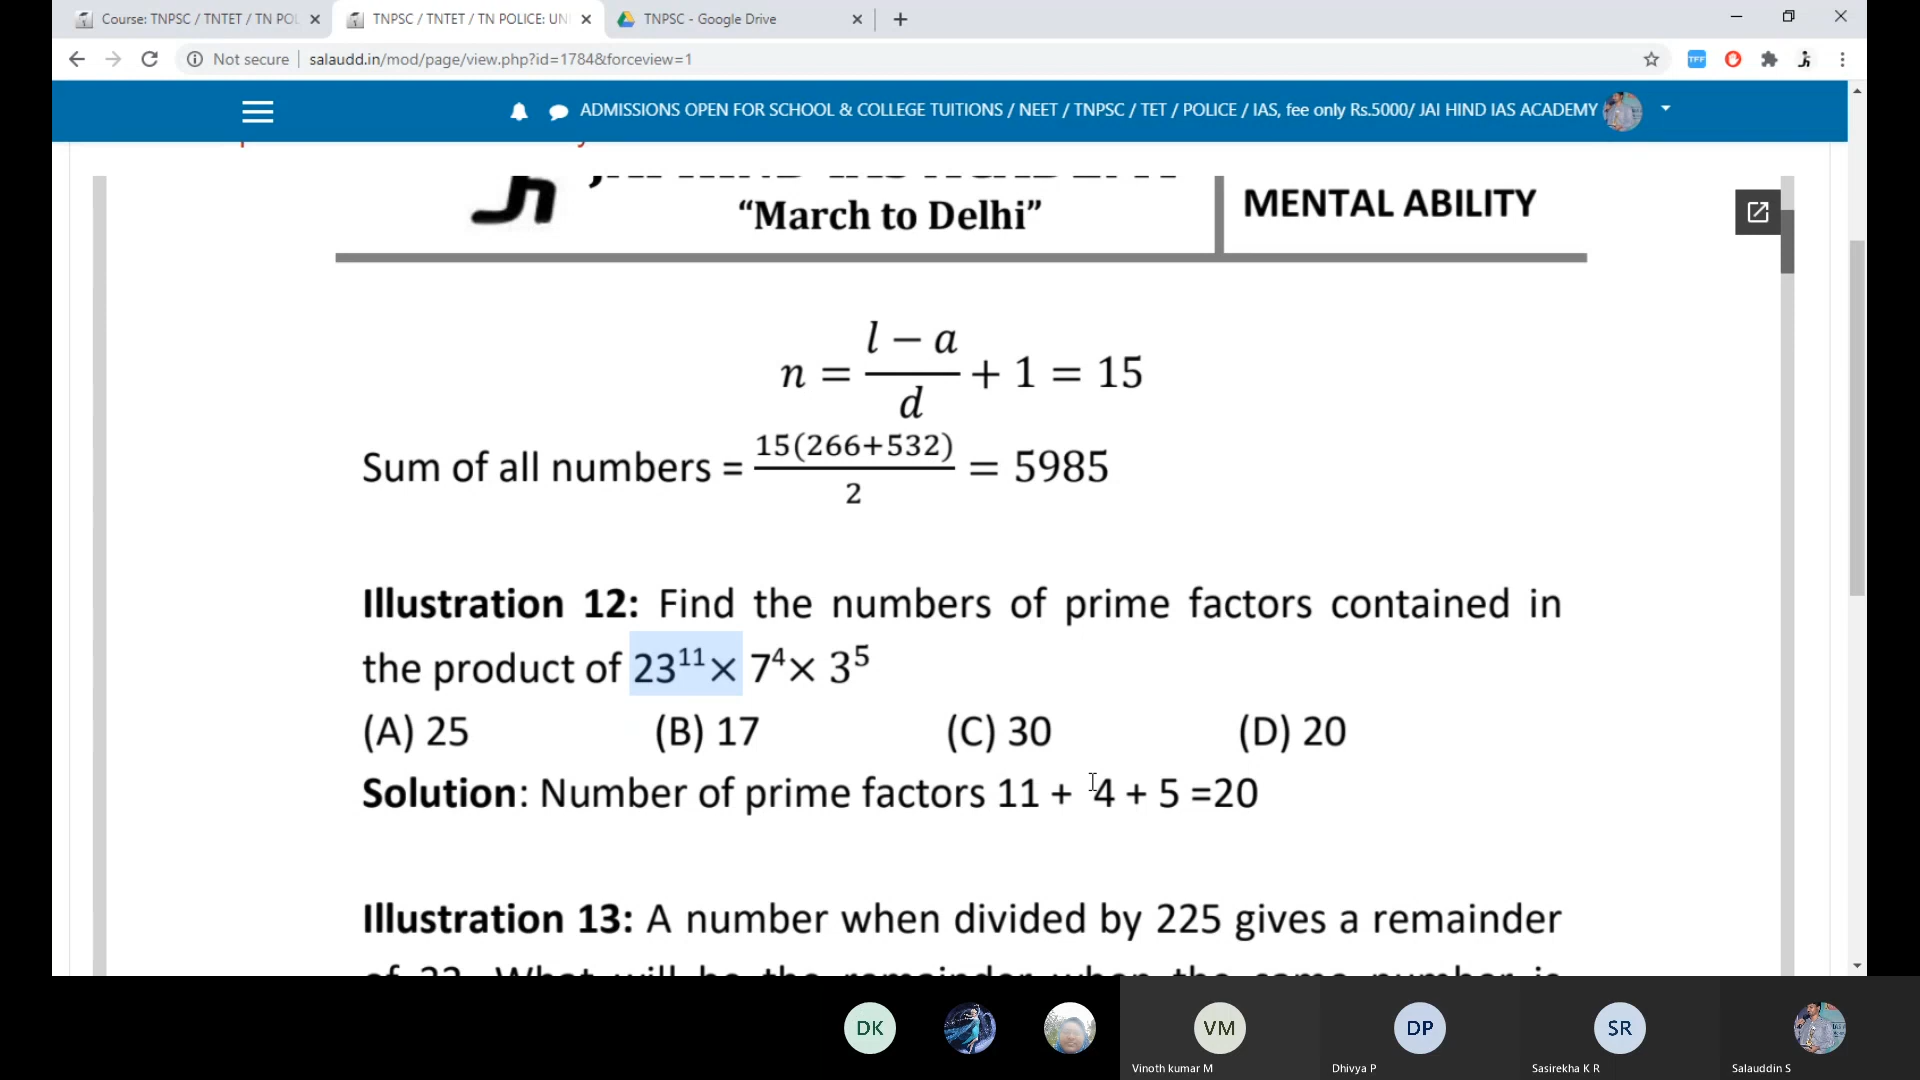 Course: TNPSC / TNTET / TN POL
TNPSC / TNTET / TN POLICE: UN
TNPSC - Google Drive
Not secure | salaudd.in/mod/page/view.php?id=1784&forceview=1
TFF
ADMISSIONS OPEN FOR SCHOOL & COLLEGE TUITIONS / NEET / TNPSC / TET / POLICE / IAS, fee only Rs.5000/ JAI HIND IAS ACADEMY
“March to Delhi”
MENTAL ABILITY
n = \frac{l − a}{d} + 1 = 15
Sum of all numbers = \frac{15(266+532)}{2} = 5985
Illustration 12: Find the numbers of prime factors contained in
the product of 23¹¹× 7⁴× 3⁵
(A) 25 (B) 17 (C) 30 (D) 20
Solution: Number of prime factors 11 + 4 + 5 =20
Illustration 13: A number when divided by 225 gives a remainder
DK VM DP SR
Vinoth kumar M Dhivya P Sasirekha K R Salauddin S